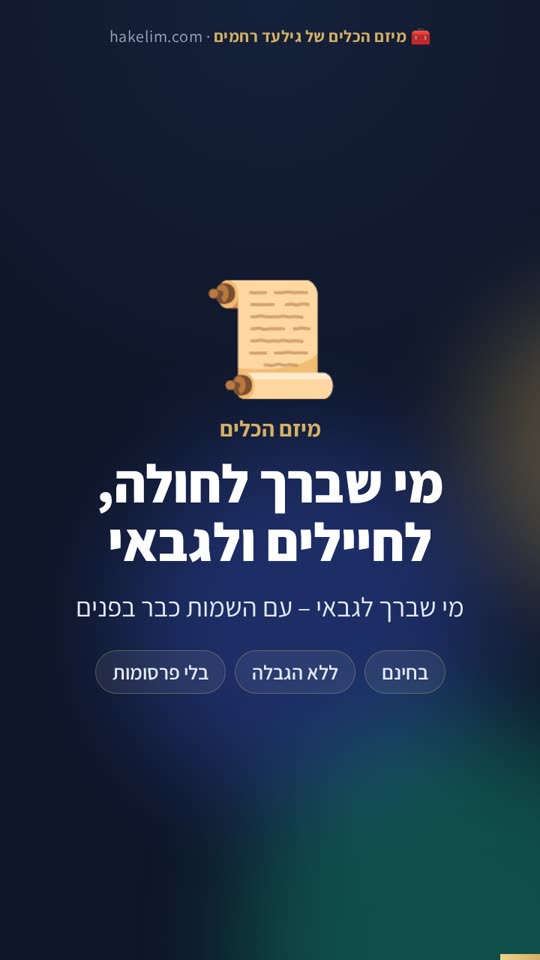 🧰 מיזם הכלים של גילעד רחמים · hakelim.com
מיזם הכלים
מי שברך לחולה,
לחיילים ולגבאי
מי שברך לגבאי – עם השמות כבר בפנים
בחינם
ללא הגבלה
בלי פרסומות